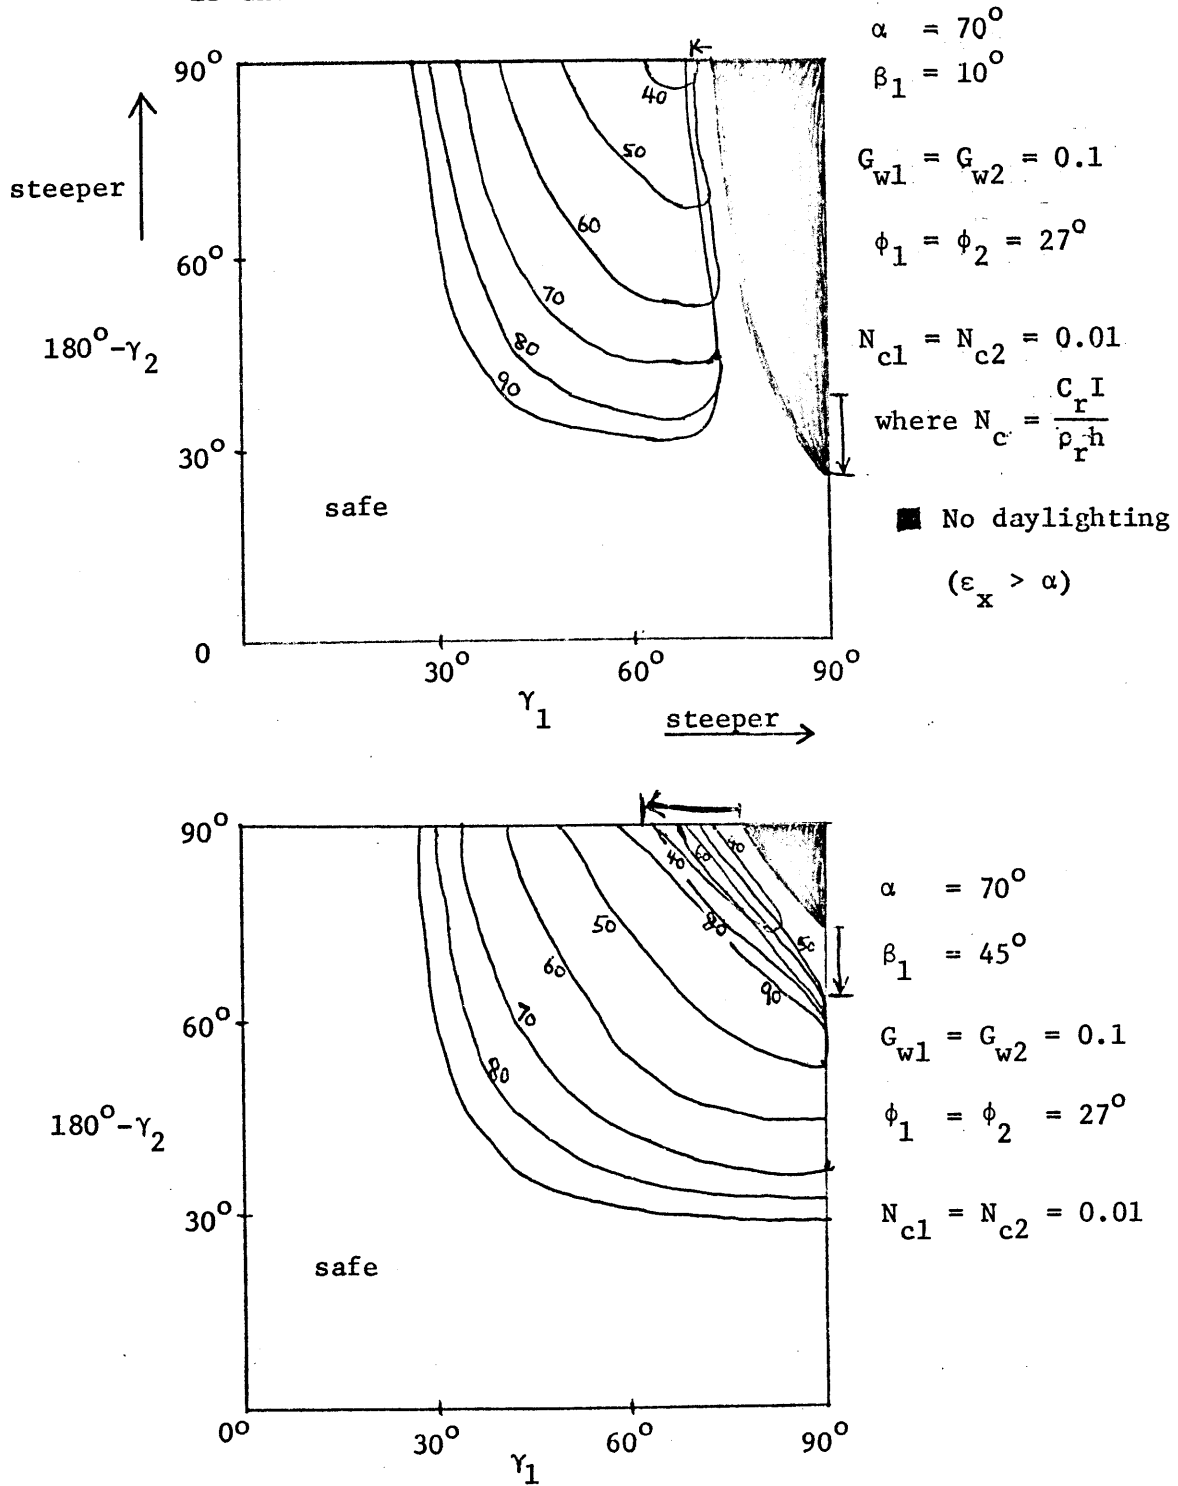 α = 70°
β1 = 10°
Gw1 = Gw2 = 0.1
φ1 = φ2 = 27°
Nc1 = Nc2 = 0.01
where Nc = CrI / ρrh
No daylighting
(εx > α)
90°
steeper
60°
180°-γ2
30°
0
40
50
60
70
80
90
safe
30°
60°
90°
γ1
steeper
90°
60°
180°-γ2
30°
40
60
40
50
50
80
60
90
70
80
safe
0°
30°
60°
90°
γ1
α = 70°
β1 = 45°
Gw1 = Gw2 = 0.1
φ1 = φ2 = 27°
Nc1 = Nc2 = 0.01